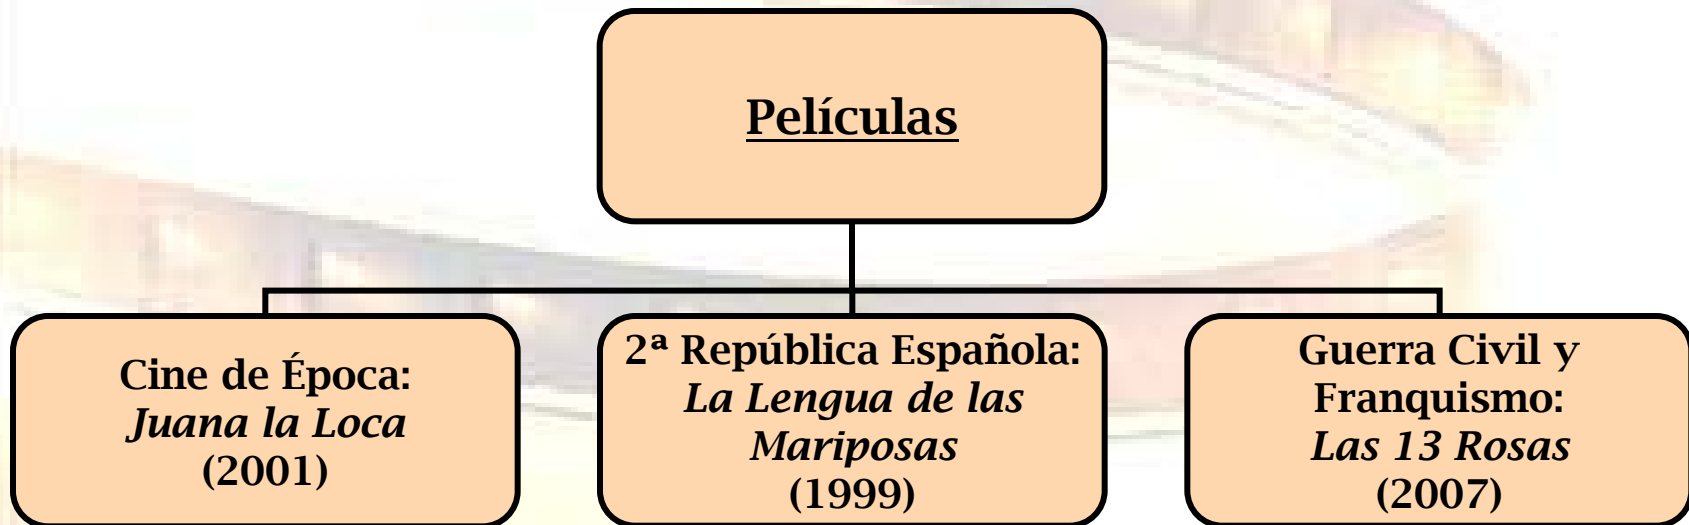 Películas
Cine de Época:
Juana la Loca
(2001)
2ª República Española:
La Lengua de las
Mariposas
(1999)
Guerra Civil y
Franquismo:
Las 13 Rosas
(2007)